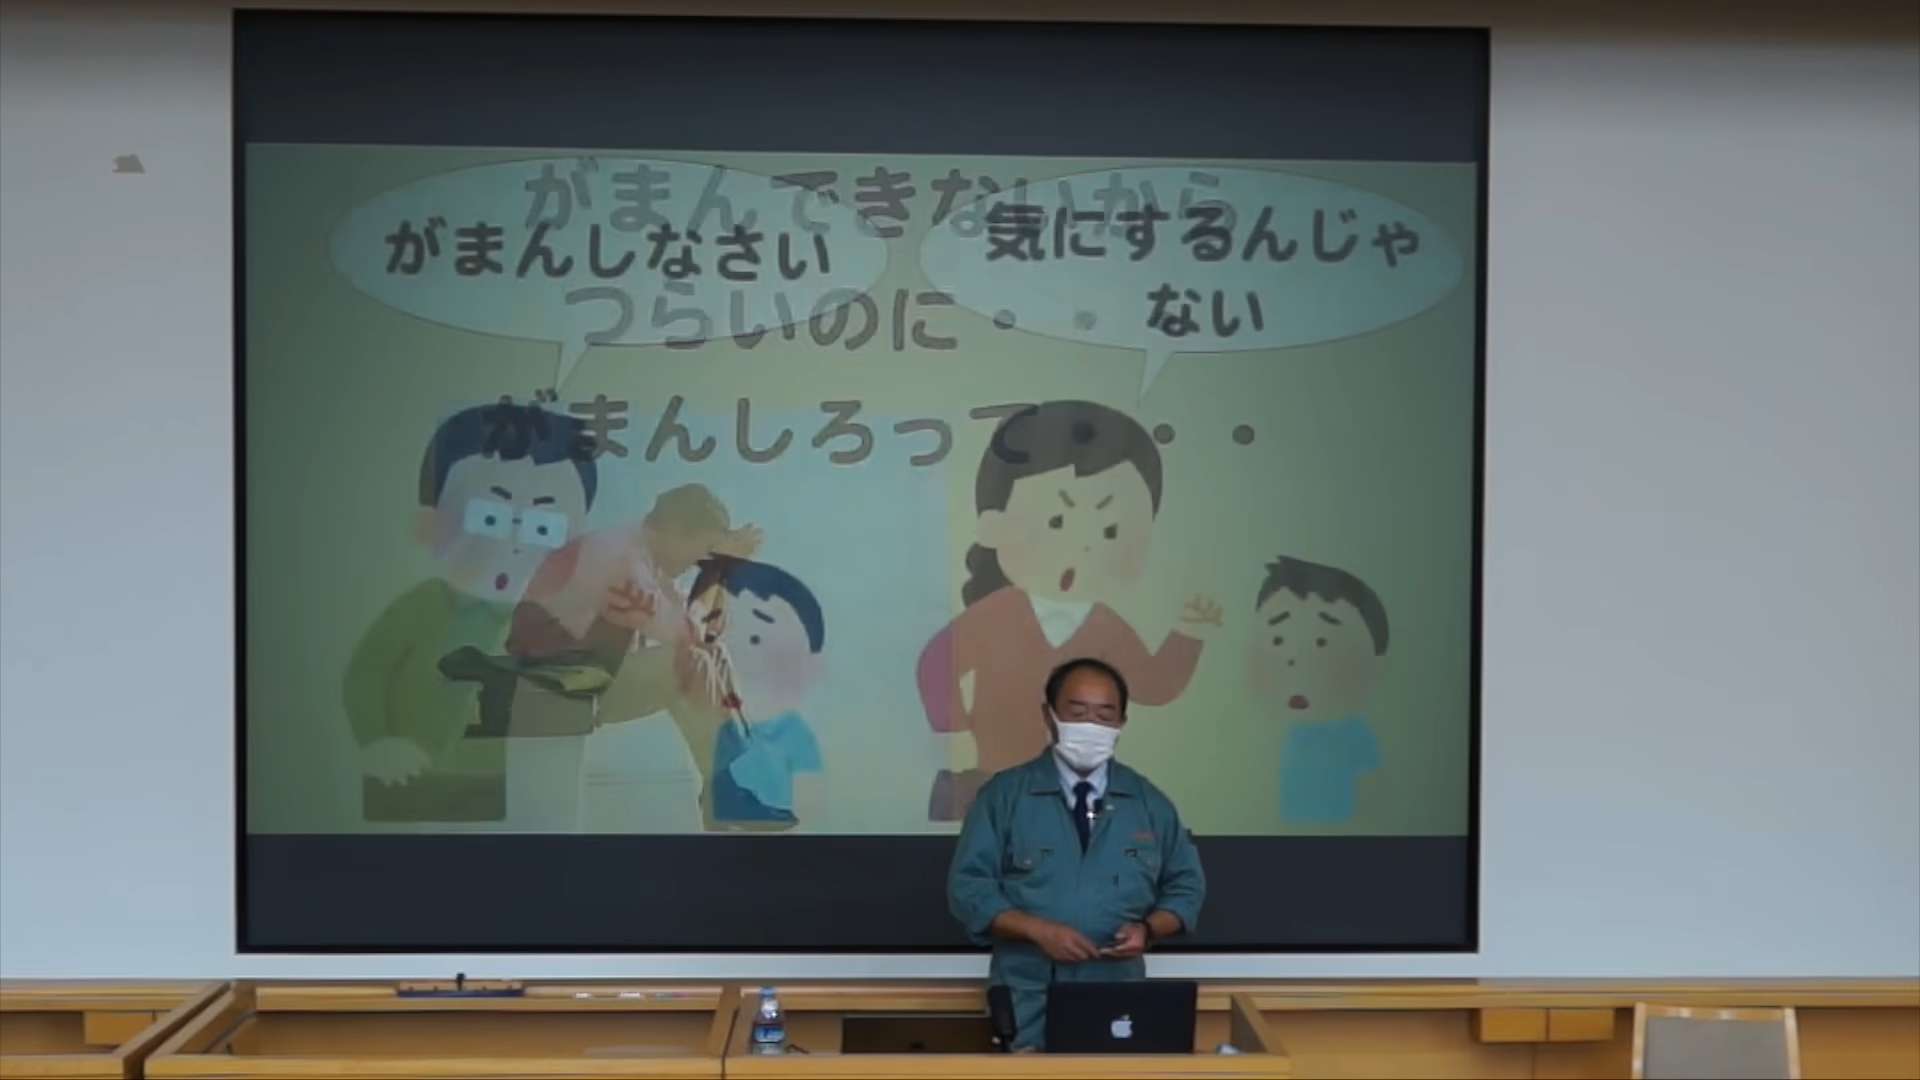 がまんできないから
がまんしなさい
気にするんじゃ
ない
つらいのに・・
がまんしろって・・・